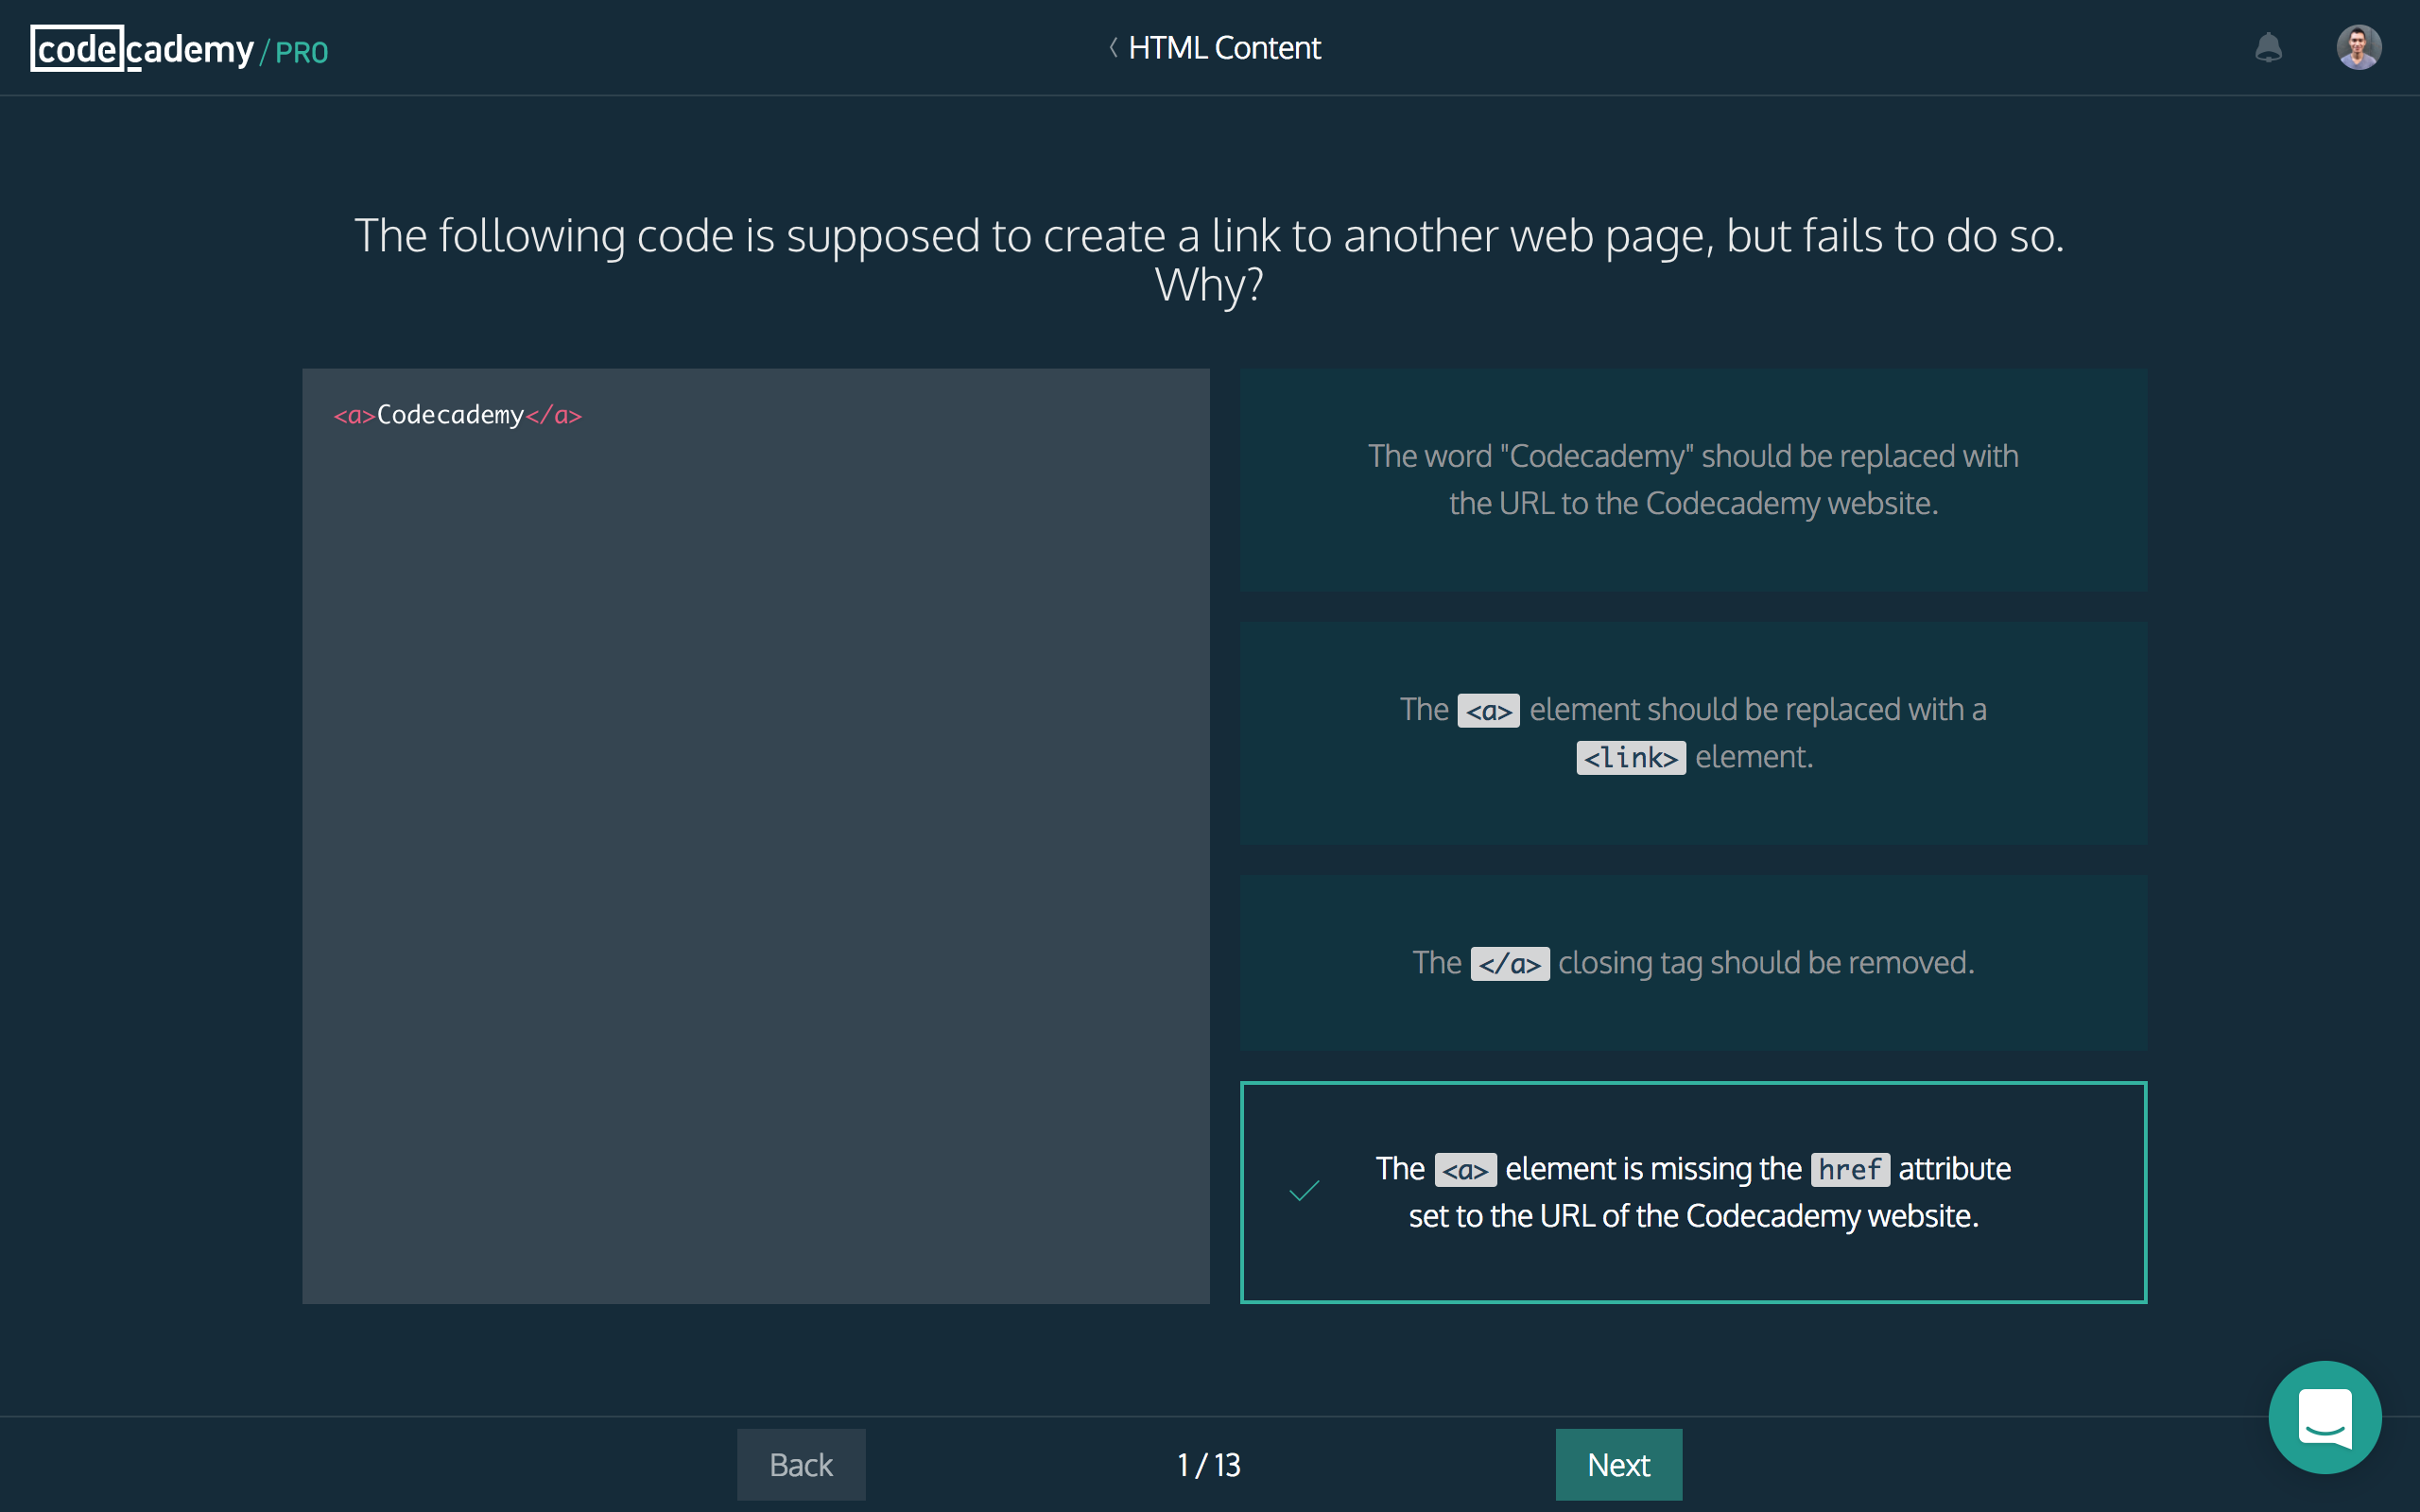 codecademy/PRO
HTML Content
The following code is supposed to create a link to another web page, but fails to do so.
Why?
<a>Codecademy</a>
The word "Codecademy" should be replaced with
the URL to the Codecademy website.
The <a> element should be replaced with a
<link> element.
The </a> closing tag should be removed.
The <a> element is missing the href attribute
set to the URL of the Codecademy website.
Back
1 / 13
Next